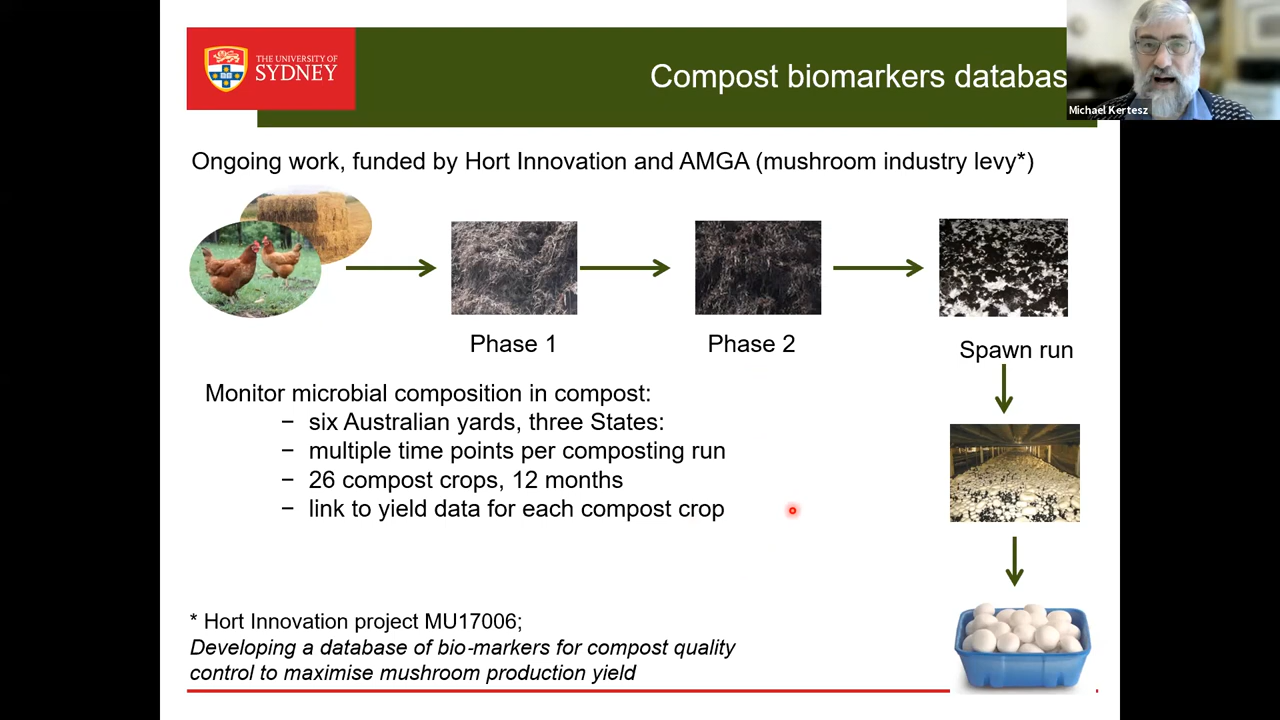 THE UNIVERSITY OF
SYDNEY
Compost biomarkers databas
Michael Kertesz
Ongoing work, funded by Hort Innovation and AMGA (mushroom industry levy*)
Phase 1
Phase 2
Spawn run
Monitor microbial composition in compost:
− six Australian yards, three States:
− multiple time points per composting run
− 26 compost crops, 12 months
− link to yield data for each compost crop
* Hort Innovation project MU17006;
Developing a database of bio-markers for compost quality
control to maximise mushroom production yield